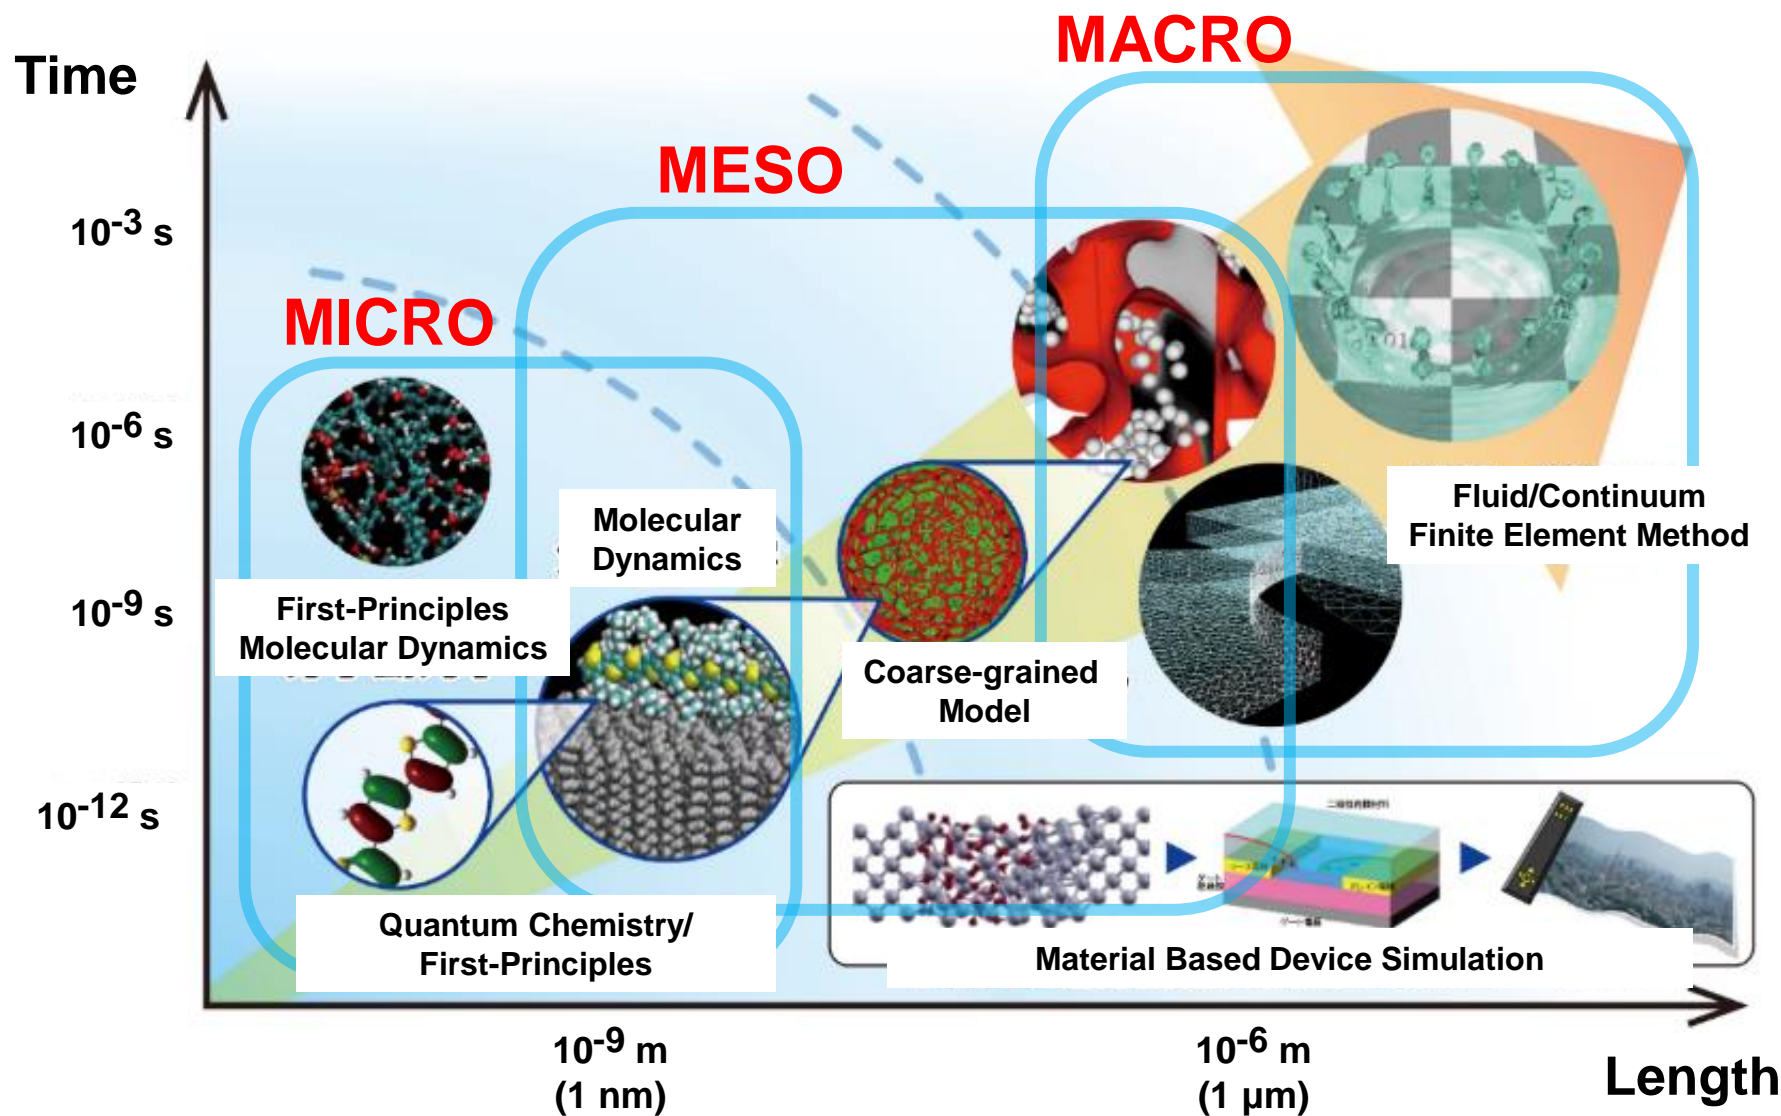 MACRO
Time
MESO
10-3 s
MICRO
10-6 s
Molecular
Dynamics
Fluid/Continuum
Finite Element Method
10-9 s
First-Principles
Molecular Dynamics
Coarse-grained
Model
10-12 s
Quantum Chemistry/
First-Principles
Material Based Device Simulation
10-9 m
(1 nm)
10-6 m
(1 μm)
Length